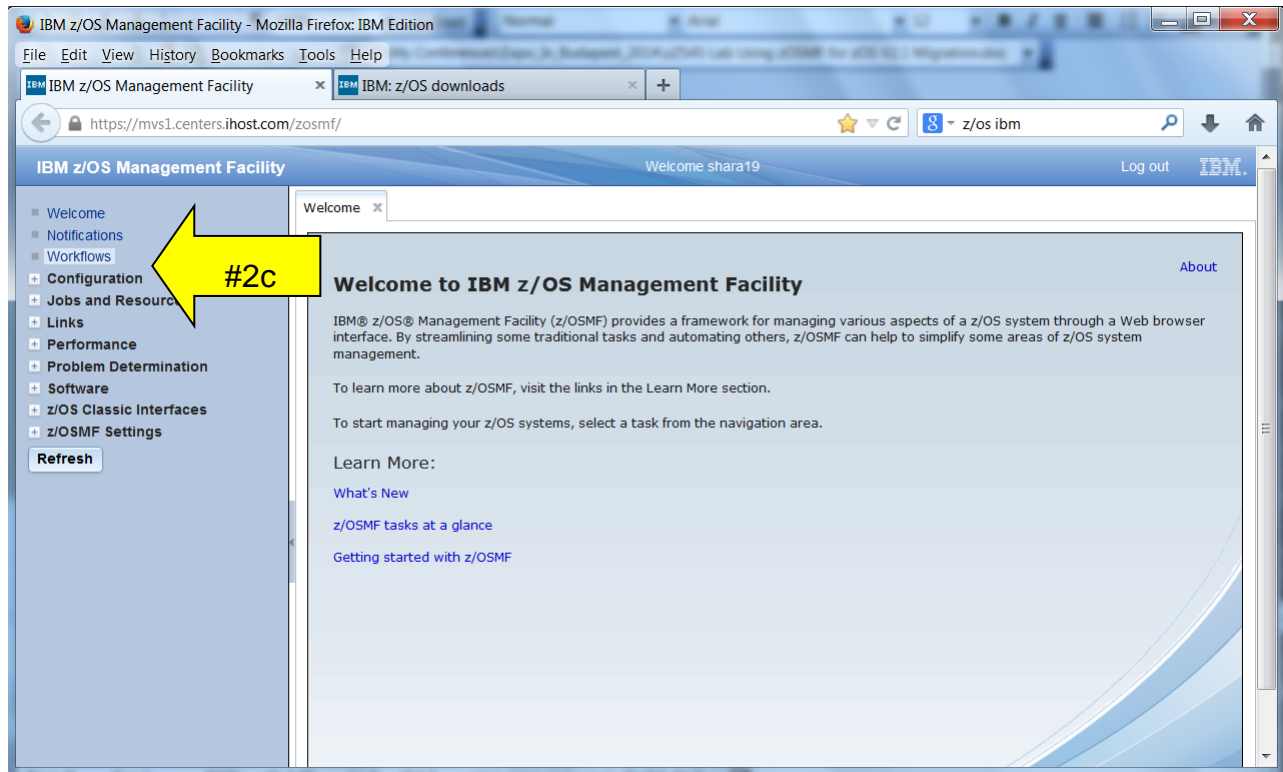 IBM z/OS Management Facility - Mozilla Firefox: IBM Edition
File Edit View History Bookmarks Tools Help
IBM IBM z/OS Management Facility × IBM IBM: z/OS downloads × +
https://mvs1.centers.ihost.com/zosmf/ 8 z/os ibm
IBM z/OS Management Facility Welcome shara19 Log out IBM.
Welcome
Notifications
Workflows
Configuration
Jobs and Resourc
Links
Performance
Problem Determination
Software
z/OS Classic Interfaces
z/OSMF Settings
Refresh
#2c
Welcome x
About
Welcome to IBM z/OS Management Facility
IBM® z/OS® Management Facility (z/OSMF) provides a framework for managing various aspects of a z/OS system through a Web browser
interface. By streamlining some traditional tasks and automating others, z/OSMF can help to simplify some areas of z/OS system
management.
To learn more about z/OSMF, visit the links in the Learn More section.
To start managing your z/OS systems, select a task from the navigation area.
Learn More:
What's New
z/OSMF tasks at a glance
Getting started with z/OSMF